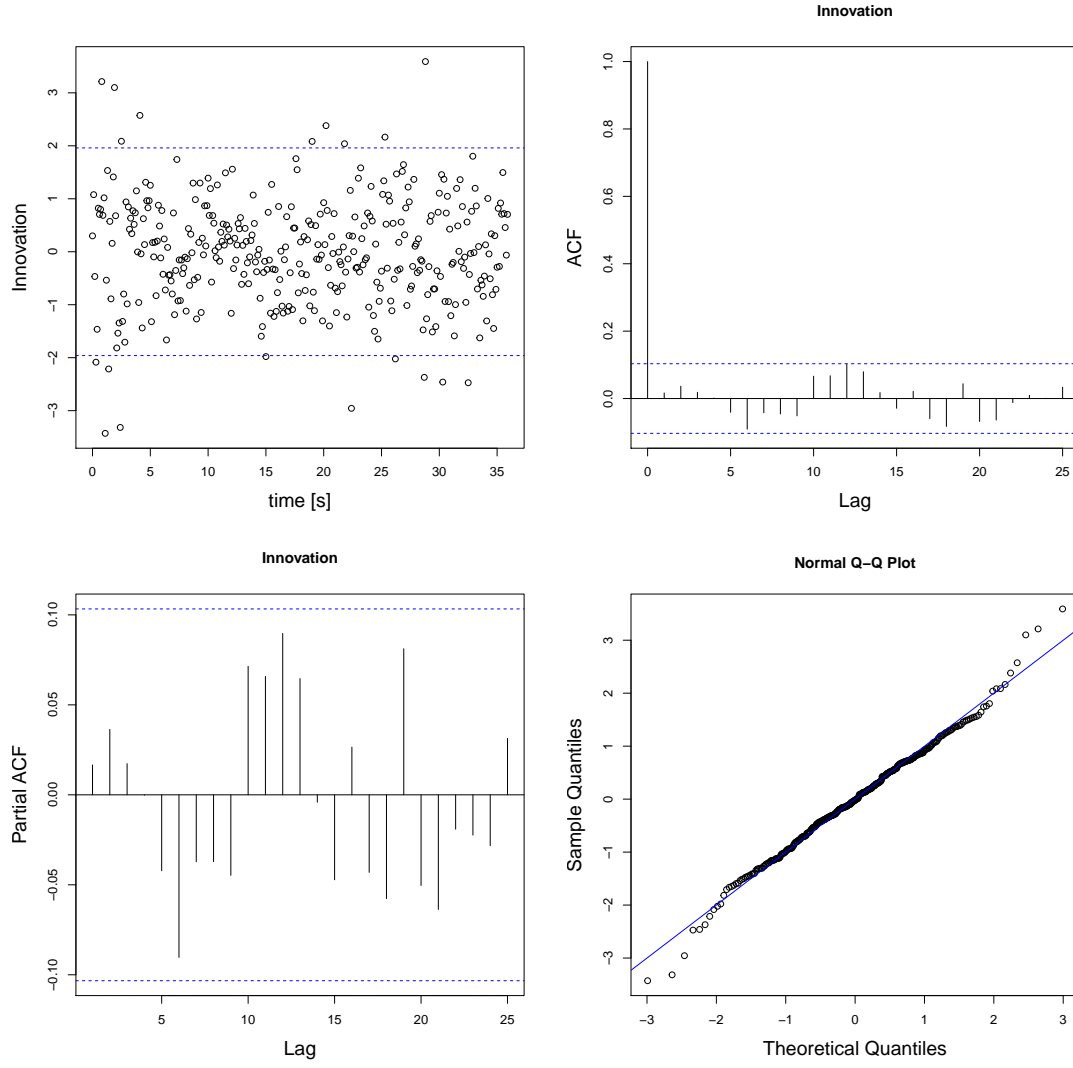 Innovation
3
2
1
0
−1
−2
−3
0 5 10 15 20 25 30 35
time [s]
Innovation
Innovation
1.0
0.8
0.6
0.4
0.2
0.0
0 5 10 15 20 25
Lag
ACF
Innovation
0.10
0.05
0.00
−0.05
−0.10
5 10 15 20 25
Lag
Partial ACF
Normal Q−Q Plot
3
2
1
0
−1
−2
−3
−3 −2 −1 0 1 2 3
Theoretical Quantiles
Sample Quantiles